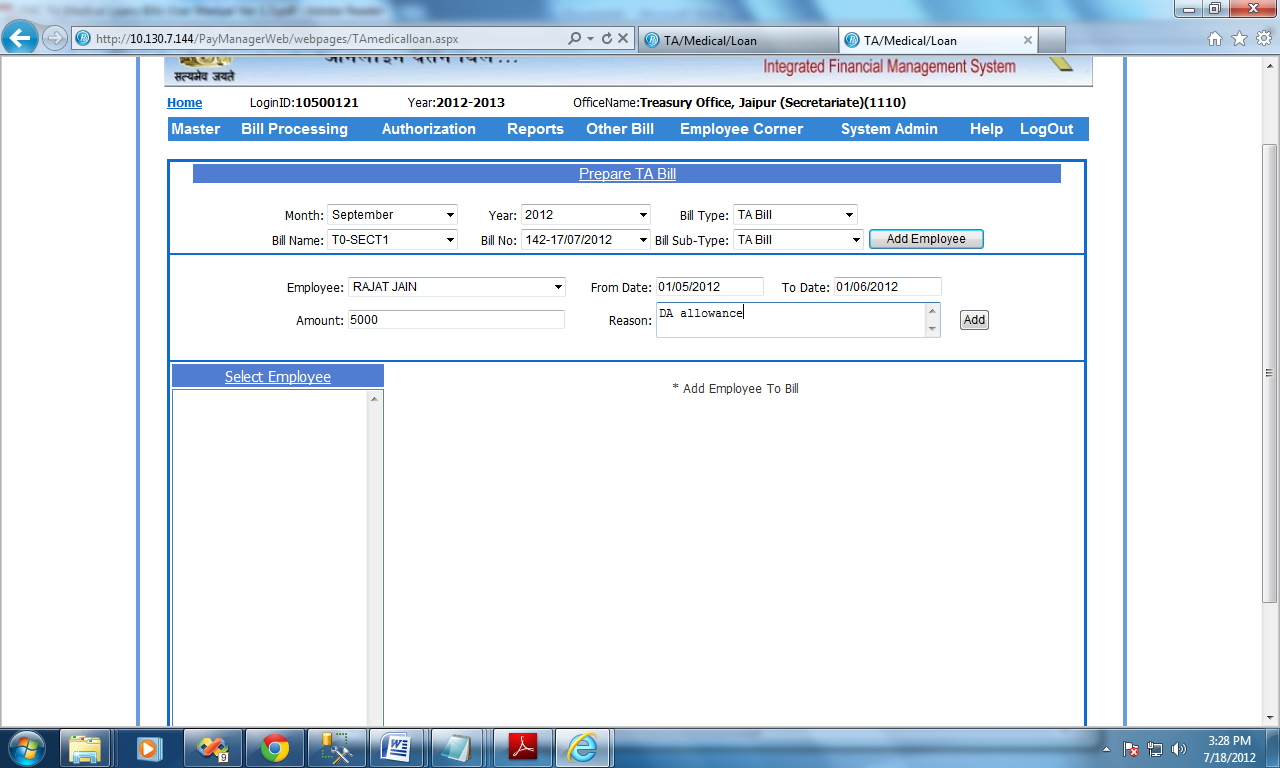 http://10.130.7.144/PayManagerWeb/webpages/TAmedicalloan.aspx
TA/Medical/Loan
TA/Medical/Loan
सत्यमेव जयते
Integrated Financial Management System
Home LoginID:10500121 Year:2012-2013 OfficeName:Treasury Office, Jaipur (Secretariate)(1110)
Master Bill Processing Authorization Reports Other Bill Employee Corner System Admin Help LogOut
Prepare TA Bill
Month: September Year: 2012 Bill Type: TA Bill
Bill Name: T0-SECT1 Bill No: 142-17/07/2012 Bill Sub-Type: TA Bill Add Employee
Employee: RAJAT JAIN From Date: 01/05/2012 To Date: 01/06/2012
Amount: 5000 Reason: DA allowance Add
Select Employee
* Add Employee To Bill
9
3:28 PM
7/18/2012